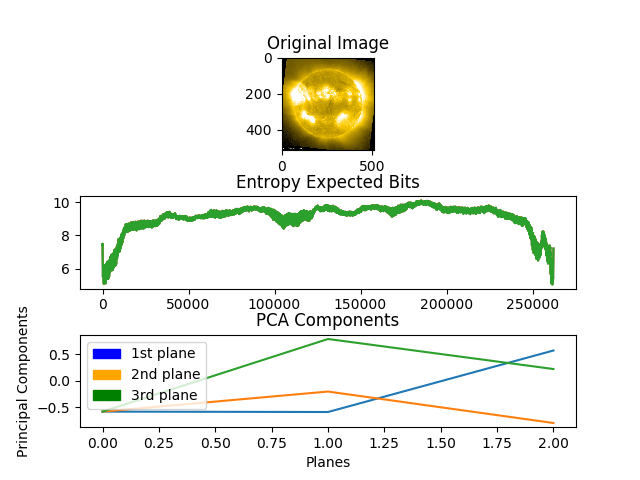 Original Image
0
200
400
0 500
Entropy Expected Bits
10
8
6
0 50000 100000 150000 200000 250000
PCA Components
Principal Components
0.5
0.0
−0.5
1st plane
2nd plane
3rd plane
0.00 0.25 0.50 0.75 1.00 1.25 1.50 1.75 2.00
Planes